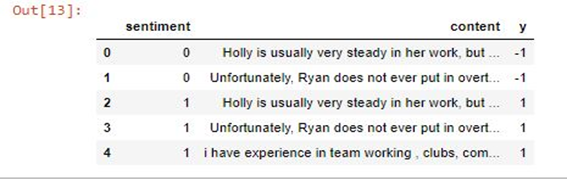 Out[13]:
sentiment content y
0 0 Holly is usually very steady in her work, but ... -1
1 0 Unfortunately, Ryan does not ever put in overt... -1
2 1 Holly is usually very steady in her work, but ... 1
3 1 Unfortunately, Ryan does not ever put in overt... 1
4 1 i have experience in team working , clubs, com... 1